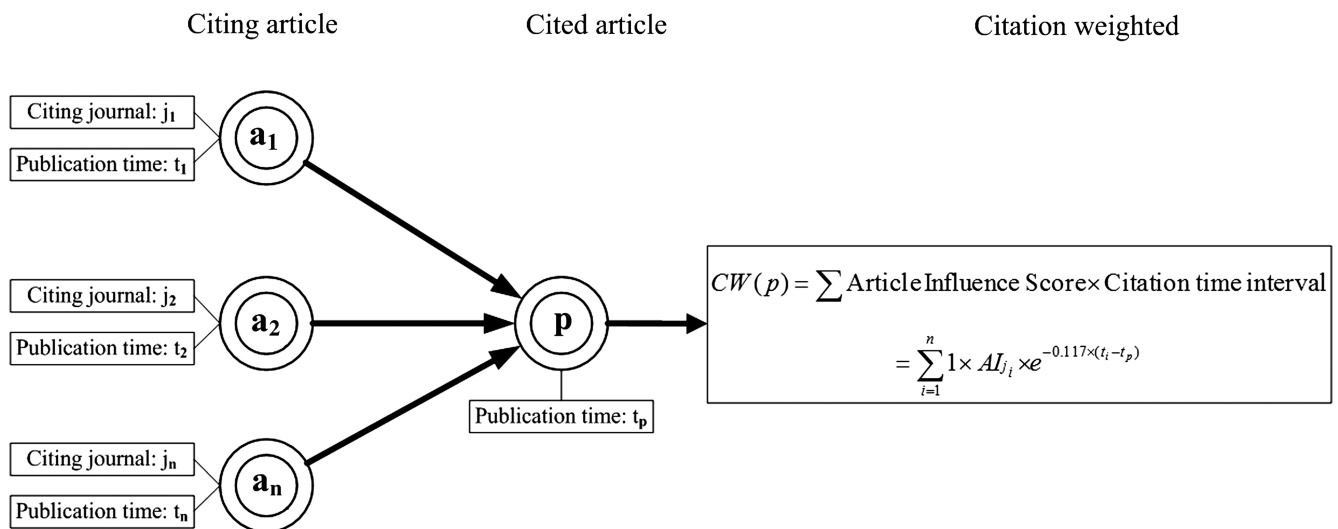 Citing article
Cited article
Citation weighted
Citing journal: j₁
a₁
Publication time: t₁
Citing journal: j₂
a₂
Publication time: t₂
p
Publication time: tₚ
CW(p) = ∑ Article Influence Score× Citation time interval
= ∑ⁿᵢ₌₁ 1× AI_{j_i} ×e^{-0.117×(t_i-t_p)}
Citing journal: jₙ
aₙ
Publication time: tₙ